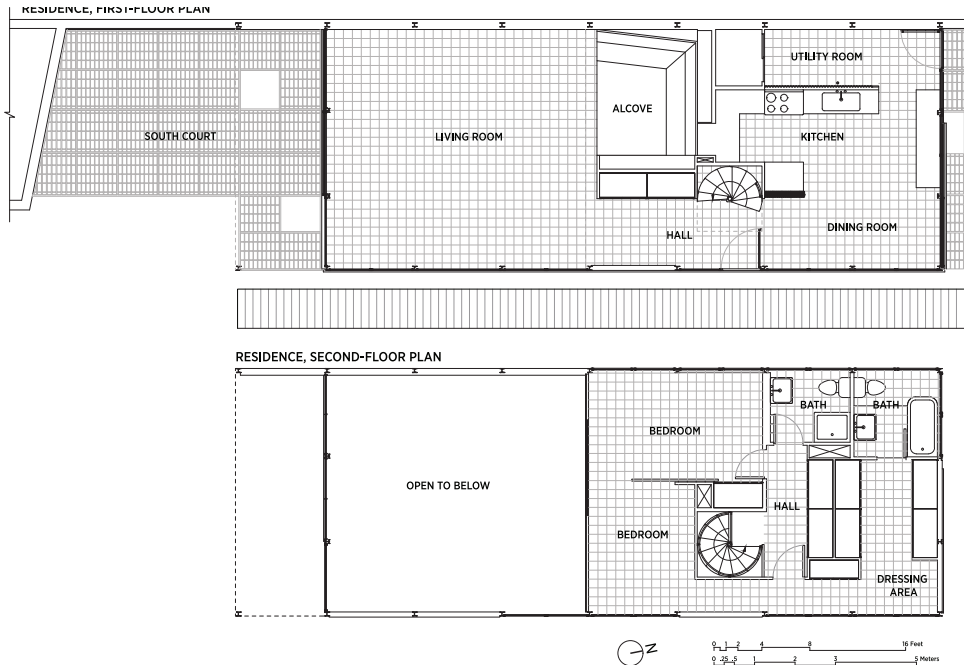 RESIDENCE, FIRST-FLOOR PLAN
UTILITY ROOM
ALCOVE
SOUTH COURT
LIVING ROOM
KITCHEN
DINING ROOM
HALL
RESIDENCE, SECOND-FLOOR PLAN
BATH
BATH
BEDROOM
OPEN TO BELOW
HALL
BEDROOM
DRESSING
AREA
N
0 1 2 4 8 16 Feet
0 .25 .5 1 2 3 5 Meters